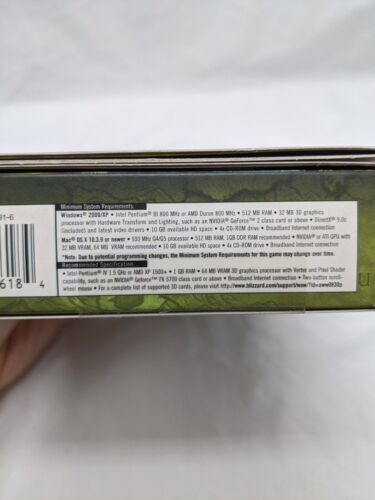 91-6
618 4
Minimum System Requirements:
Windows® 2000/XP • Intel Pentium® III 800 MHz or AMD Duron 800 MHz • 512 MB RAM • 32 MB 3D graphics
processor with Hardware Transform and Lighting, such as an NVIDIA® GeForce™ 2 class card or above • DirectX® 9.0c
(included) and latest video drivers • 10 GB available HD space • 4x CD-ROM drive • Broadband Internet connection
Mac® OS X 10.3.9 or newer • 933 MHz G4/G5 processor • 512 MB RAM, 1GB DDR RAM recommended • NVIDIA® or ATI GPU with
32 MB VRAM, 64 MB VRAM recommended • 10 GB available HD space • 4x CD-ROM drive • Broadband Internet connection
*Note: Due to potential programming changes, the Minimum System Requirements for this game may change over time.
Recommended Specification
• Intel Pentium® IV 1.5 GHz or AMD XP 1500+ • 1 GB RAM • 64 MB VRAM 3D graphics processor with Vertex and Pixel Shader
capability, such as an NVIDIA® GeForce™ FX 5700 class card or above • Broadband Internet connection • Two-button scroll-
wheel mouse • For a complete list of supported 3D cards, please visit http://www.blizzard.com/support/wow/?id=aww0830p